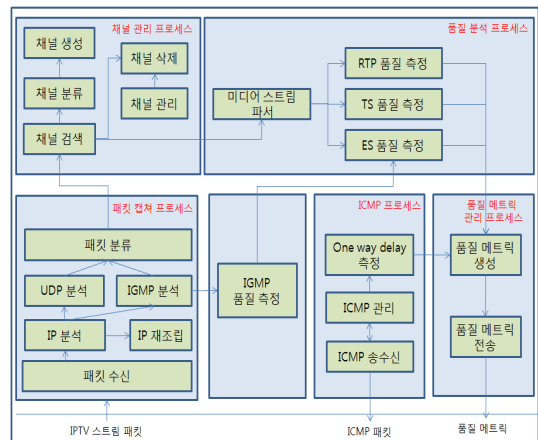 채널 관리 프로세스
채널 생성
채널 삭제
채널 분류
채널 관리
채널 검색
품질 분석 프로세스
RTP 품질 측정
미디어 스트림
파서
TS 품질 측정
ES 품질 측정
패킷 캡쳐 프로세스
패킷 분류
UDP 분석
IGMP 분석
IP 분석
IP 재조립
패킷 수신
IGMP
품질 측정
ICMP 프로세스
One way delay
측정
ICMP 관리
ICMP 송수신
품질 메트릭
관리 프로세스
품질 메트릭
생성
품질 메트릭
전송
IPTV 스트림 패킷
ICMP 패킷
품질 메트릭